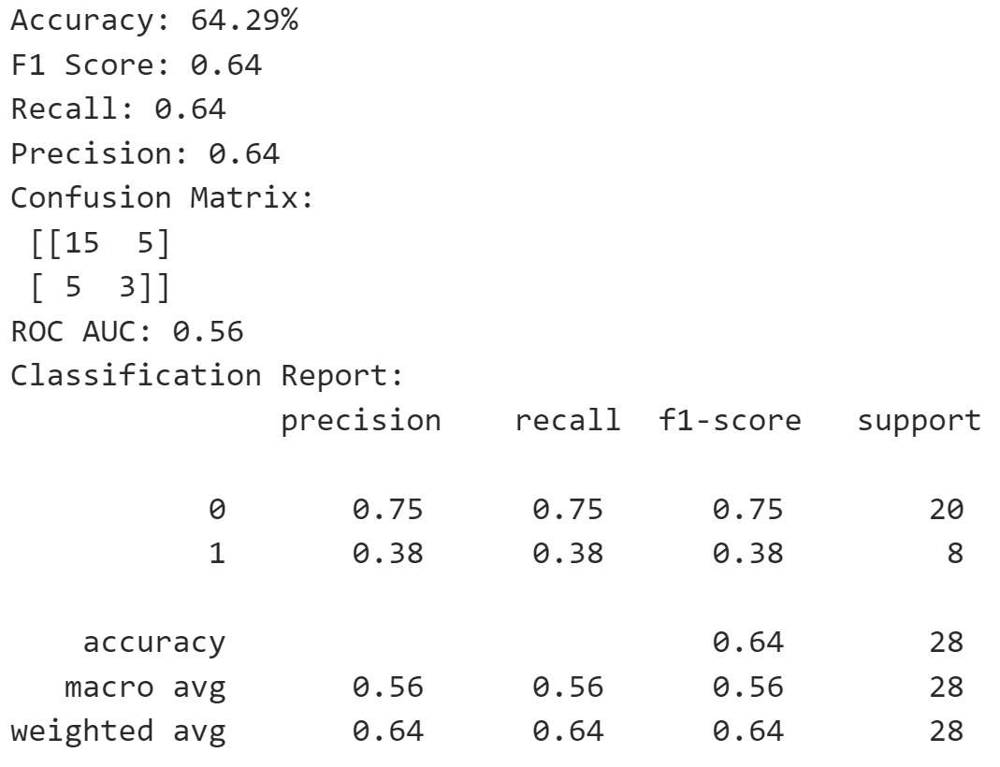 Accuracy: 64.29%
F1 Score: 0.64
Recall: 0.64
Precision: 0.64
Confusion Matrix:
[[15 5]
[ 5 3]]
ROC AUC: 0.56
Classification Report:
precision recall f1-score support
0 0.75 0.75 0.75 20
1 0.38 0.38 0.38 8
accuracy 0.64 28
macro avg 0.56 0.56 0.56 28
weighted avg 0.64 0.64 0.64 28